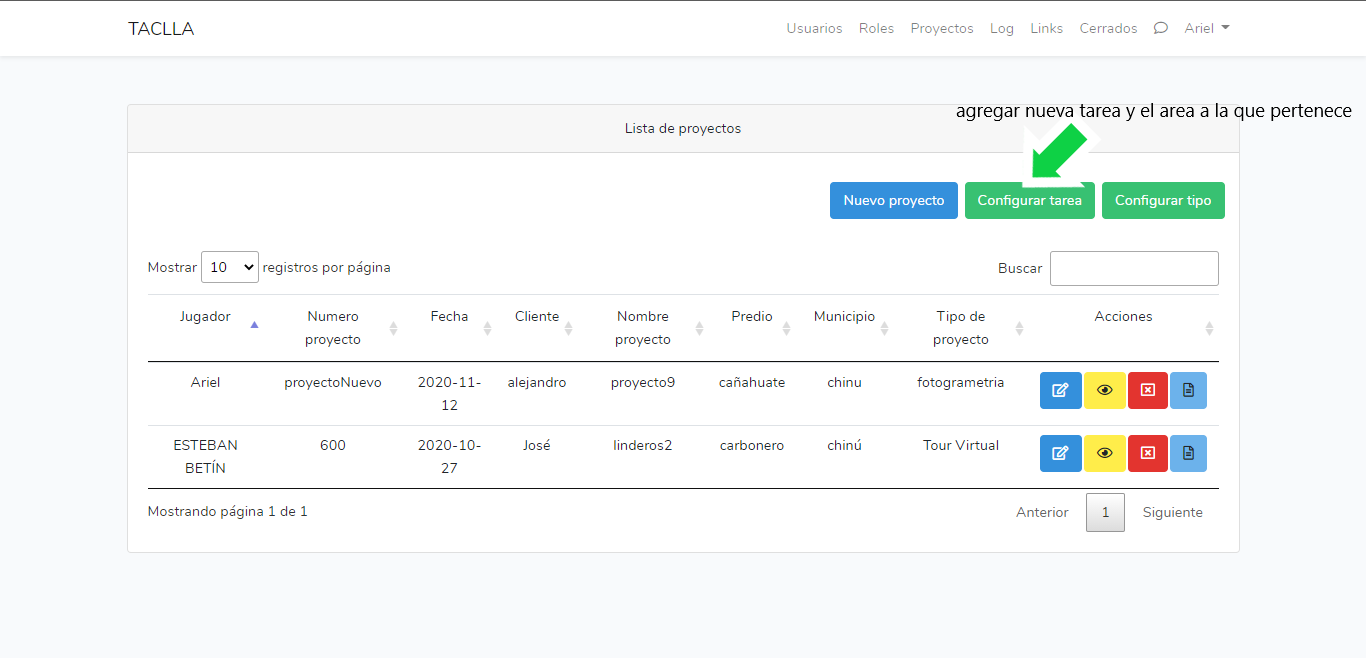 TACLLA Usuarios Roles Proyectos Log Links Cerrados Ariel
agregar nueva tarea y el area a la que pertenece
Lista de proyectos
Nuevo proyecto Configurar tarea Configurar tipo
Mostrar 10 registros por página Buscar
Jugador Numero proyecto Fecha Cliente Nombre proyecto Predio Municipio Tipo de proyecto Acciones
Ariel proyectoNuevo 2020-11-12 alejandro proyecto9 cañahuate chinu fotogrametria
ESTEBAN BETÍN 600 2020-10-27 José linderos2 carbonero chinú Tour Virtual
Mostrando página 1 de 1 Anterior 1 Siguiente